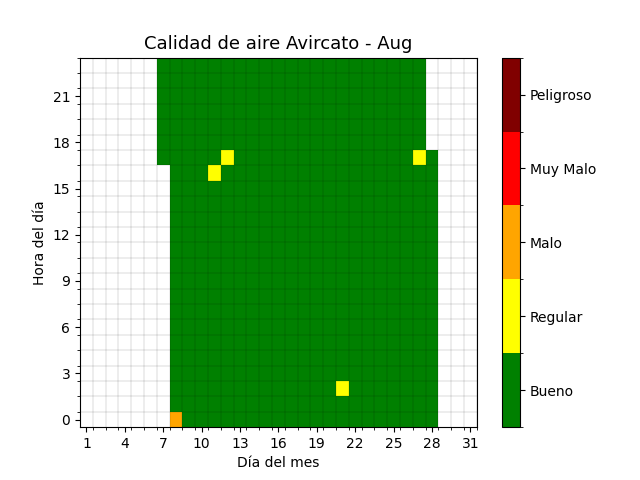 Calidad de aire Avircato - Aug
Hora del día
21
18
15
12
9
6
3
0
1 4 7 10 13 16 19 22 25 28 31
Día del mes
Peligroso
Muy Malo
Malo
Regular
Bueno